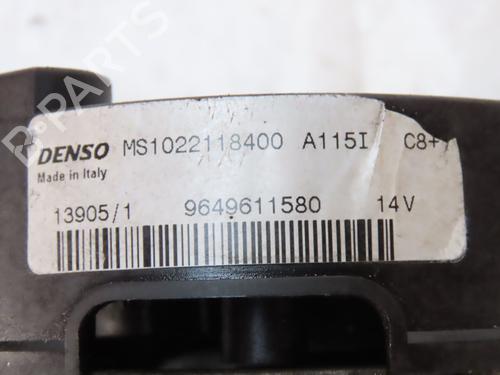 DENSO MS1022118400 A115I C8+
Made in Italy
13905/1 9649611580 14V
B-PARTS